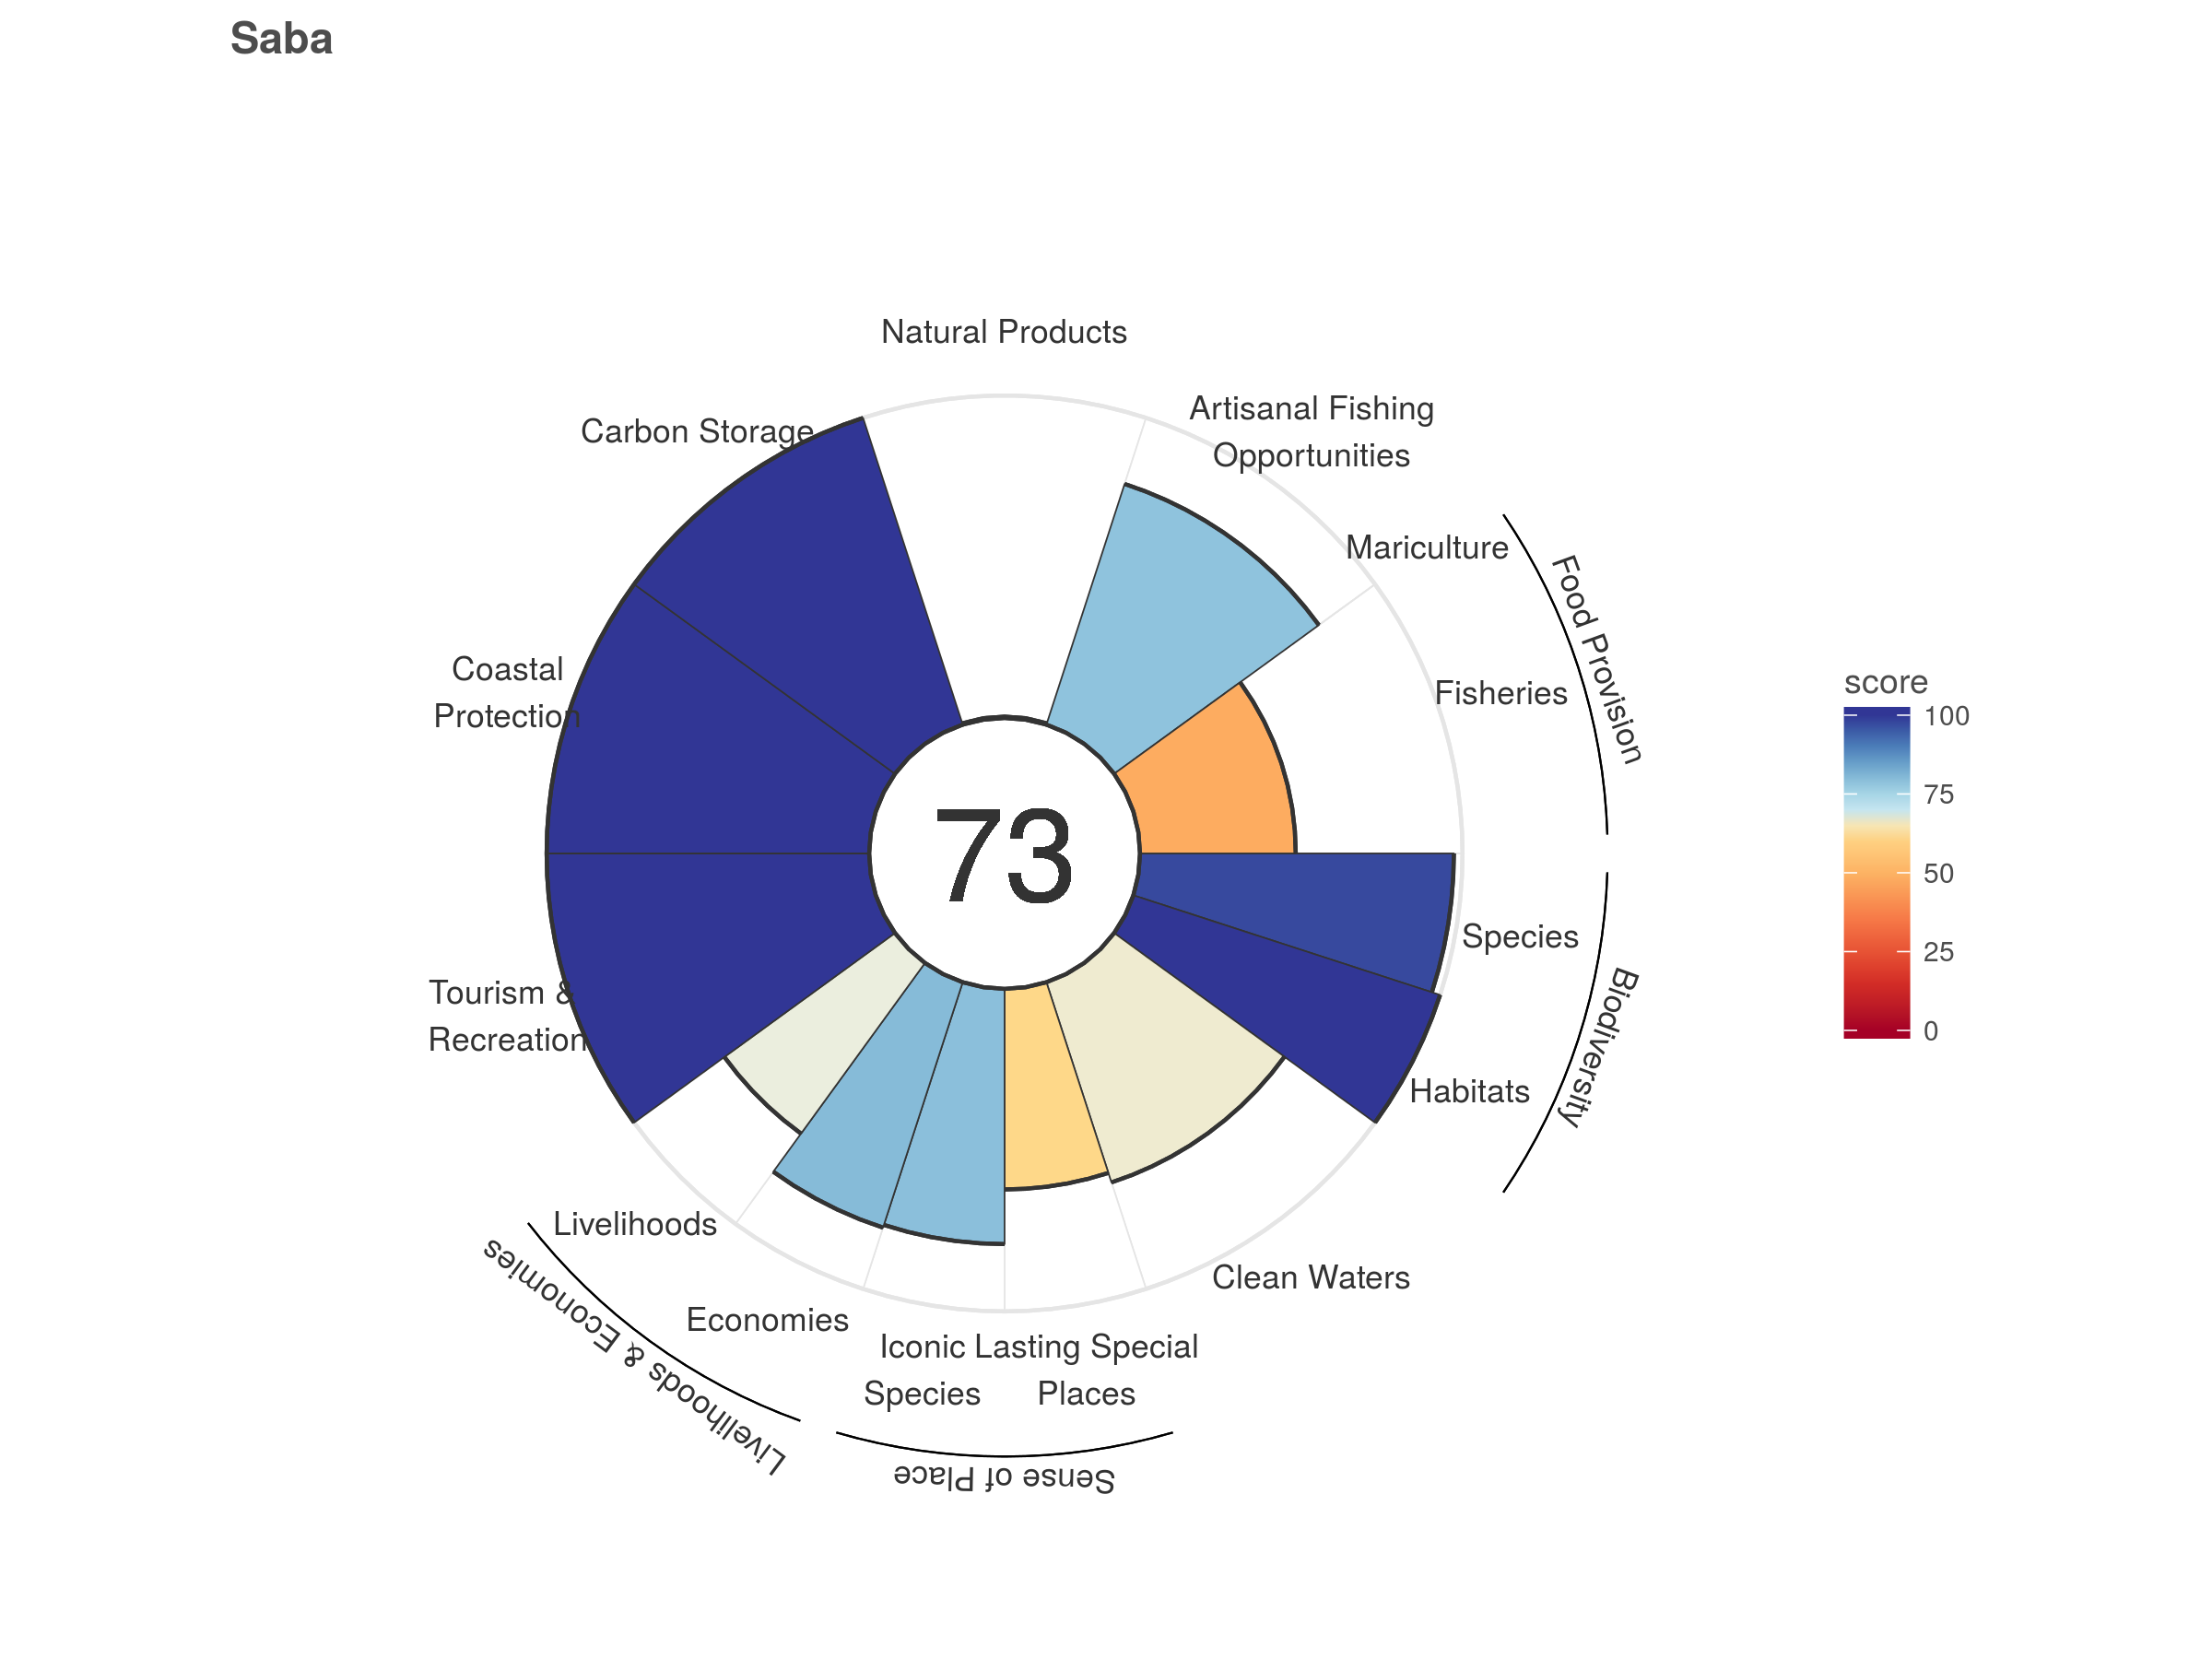 Saba
Natural Products
Artisanal Fishing
Opportunities
Carbon Storage
Mariculture
Food Provision
Coastal
Protection
Fisheries
score
100
75
50
25
0
73
Species
Biodiversity
Tourism &
Recreation
Habitats
Livelihoods
Clean Waters
Economies
Livelihoods & Economies
Iconic
Species
Lasting Special
Places
Sense of Place